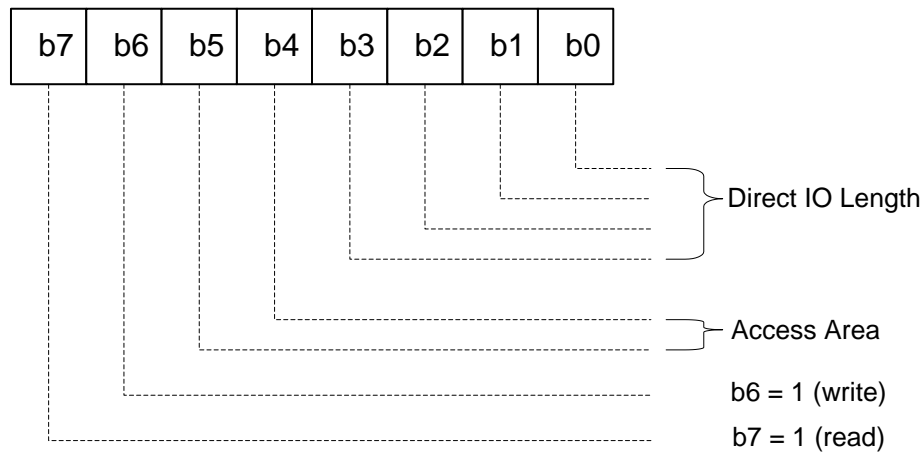 b7 b6 b5 b4 b3 b2 b1 b0
Direct IO Length
Access Area
b6 = 1 (write)
b7 = 1 (read)